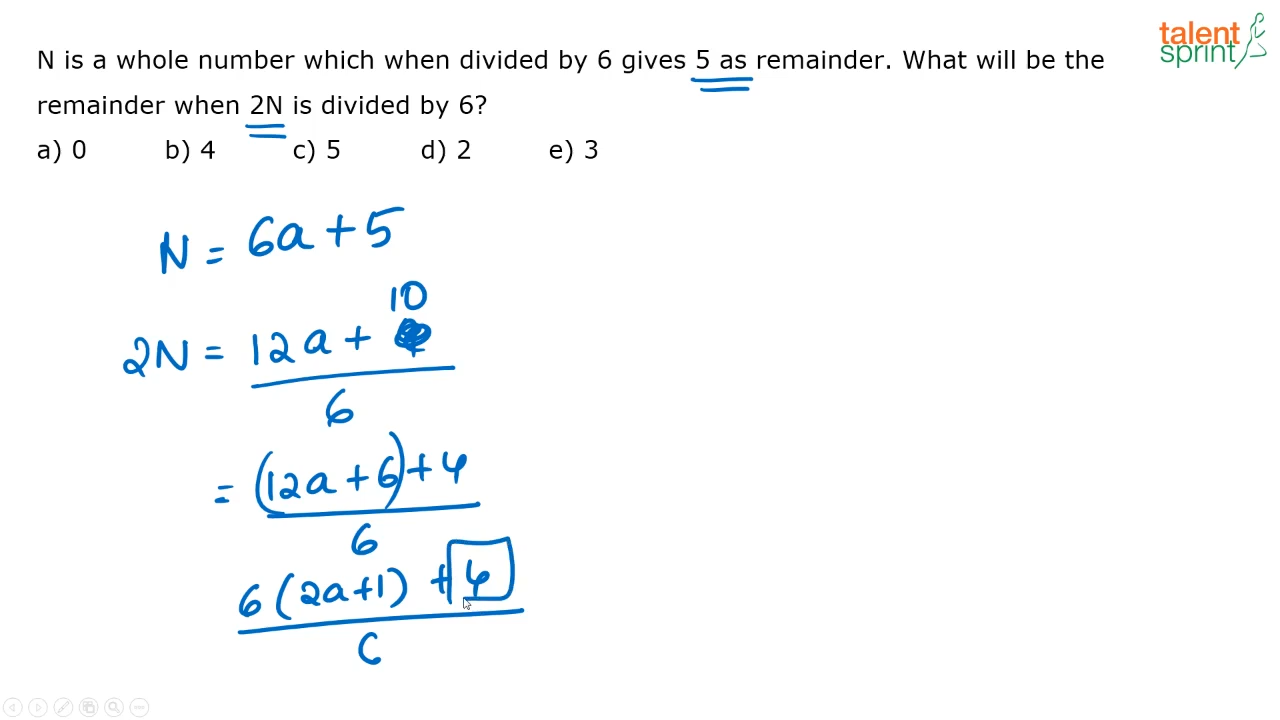 talent
sprint
N is a whole number which when divided by 6 gives 5 as remainder. What will be the
remainder when 2N is divided by 6?
a) 0 b) 4 c) 5 d) 2 e) 3
N = 6a + 5
10
2N = 12a +
6
= (12a + 6) + 4
6
6 (2a+1) + 4
6